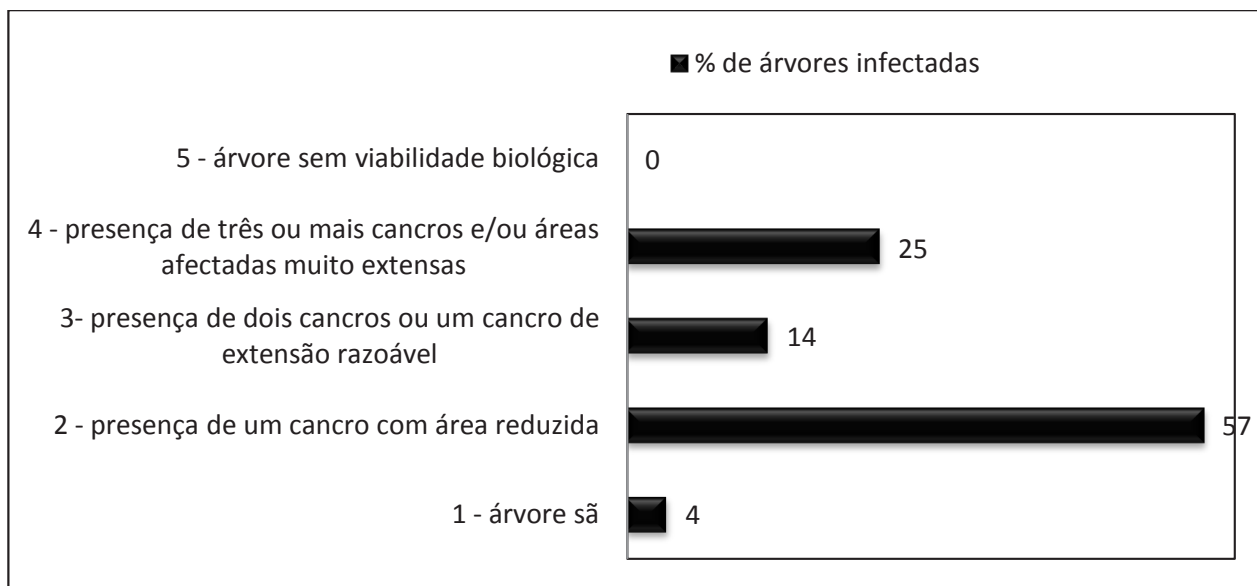 % de árvores infectadas
5 - árvore sem viabilidade biológica
0
4 - presença de três ou mais cancros e/ou áreas
afectadas muito extensas
25
3- presença de dois cancros ou um cancro de
extensão razoável
14
2 - presença de um cancro com área reduzida
57
1 - árvore sã
4